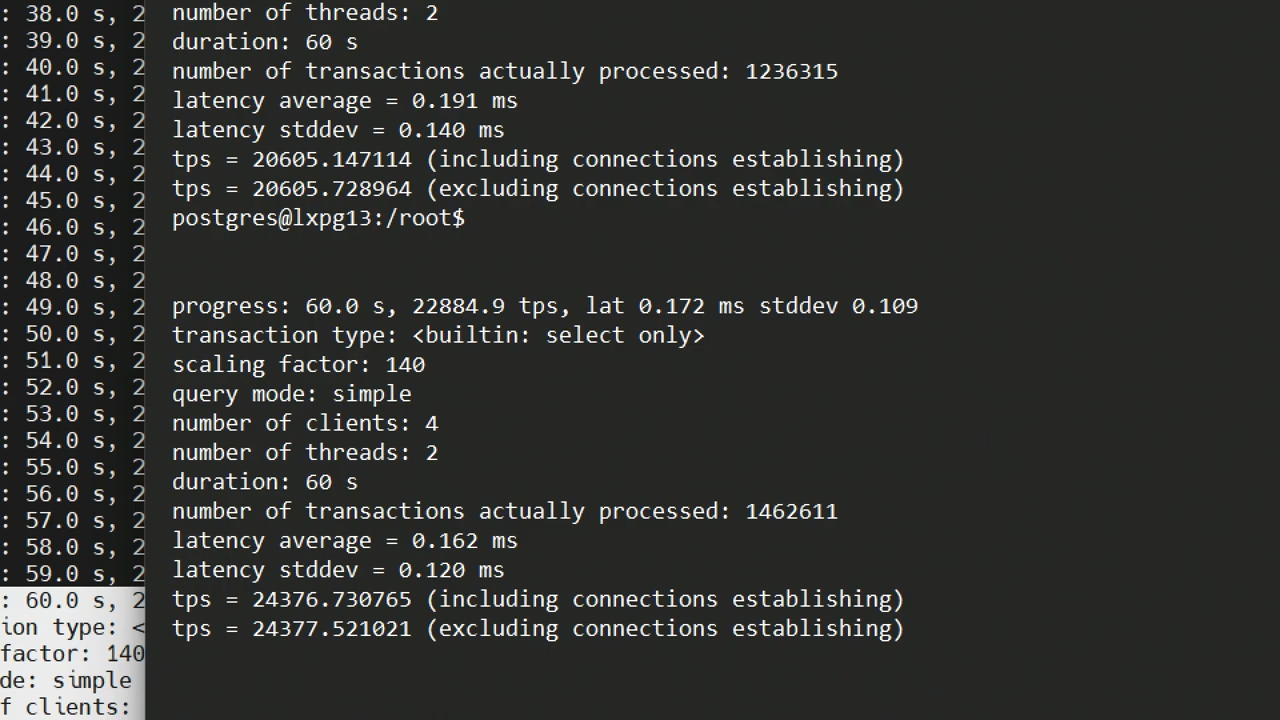 : 38.0 s, 2
: 39.0 s, 2
: 40.0 s, 2
: 41.0 s, 2
: 42.0 s, 2
: 43.0 s, 2
: 44.0 s, 2
: 45.0 s, 2
: 46.0 s, 2
: 47.0 s, 2
: 48.0 s, 2
: 49.0 s, 2
: 50.0 s, 2
: 51.0 s, 2
: 52.0 s, 2
: 53.0 s, 2
: 54.0 s, 2
: 55.0 s, 2
: 56.0 s, 2
: 57.0 s, 2
: 58.0 s, 2
: 59.0 s, 2
: 60.0 s, 2
ion type: <
factor: 140
de: simple
f clients:
number of threads: 2
duration: 60 s
number of transactions actually processed: 1236315
latency average = 0.191 ms
latency stddev = 0.140 ms
tps = 20605.147114 (including connections establishing)
tps = 20605.728964 (excluding connections establishing)
postgres@lxpg13:/root$
progress: 60.0 s, 22884.9 tps, lat 0.172 ms stddev 0.109
transaction type: <builtin: select only>
scaling factor: 140
query mode: simple
number of clients: 4
number of threads: 2
duration: 60 s
number of transactions actually processed: 1462611
latency average = 0.162 ms
latency stddev = 0.120 ms
tps = 24376.730765 (including connections establishing)
tps = 24377.521021 (excluding connections establishing)